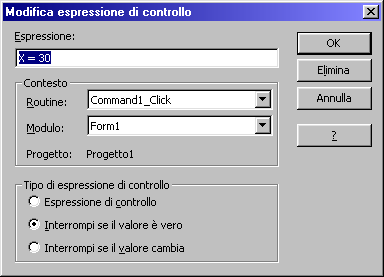 Modifica espressione di controllo
Espressione:
X = 30
OK
Elimina
Annulla
?
Contesto
Routine: Command1_Click
Modulo: Form1
Progetto: Progetto1
Tipo di espressione di controllo
Espressione di controllo
Interrompi se il valore è vero
Interrompi se il valore cambia